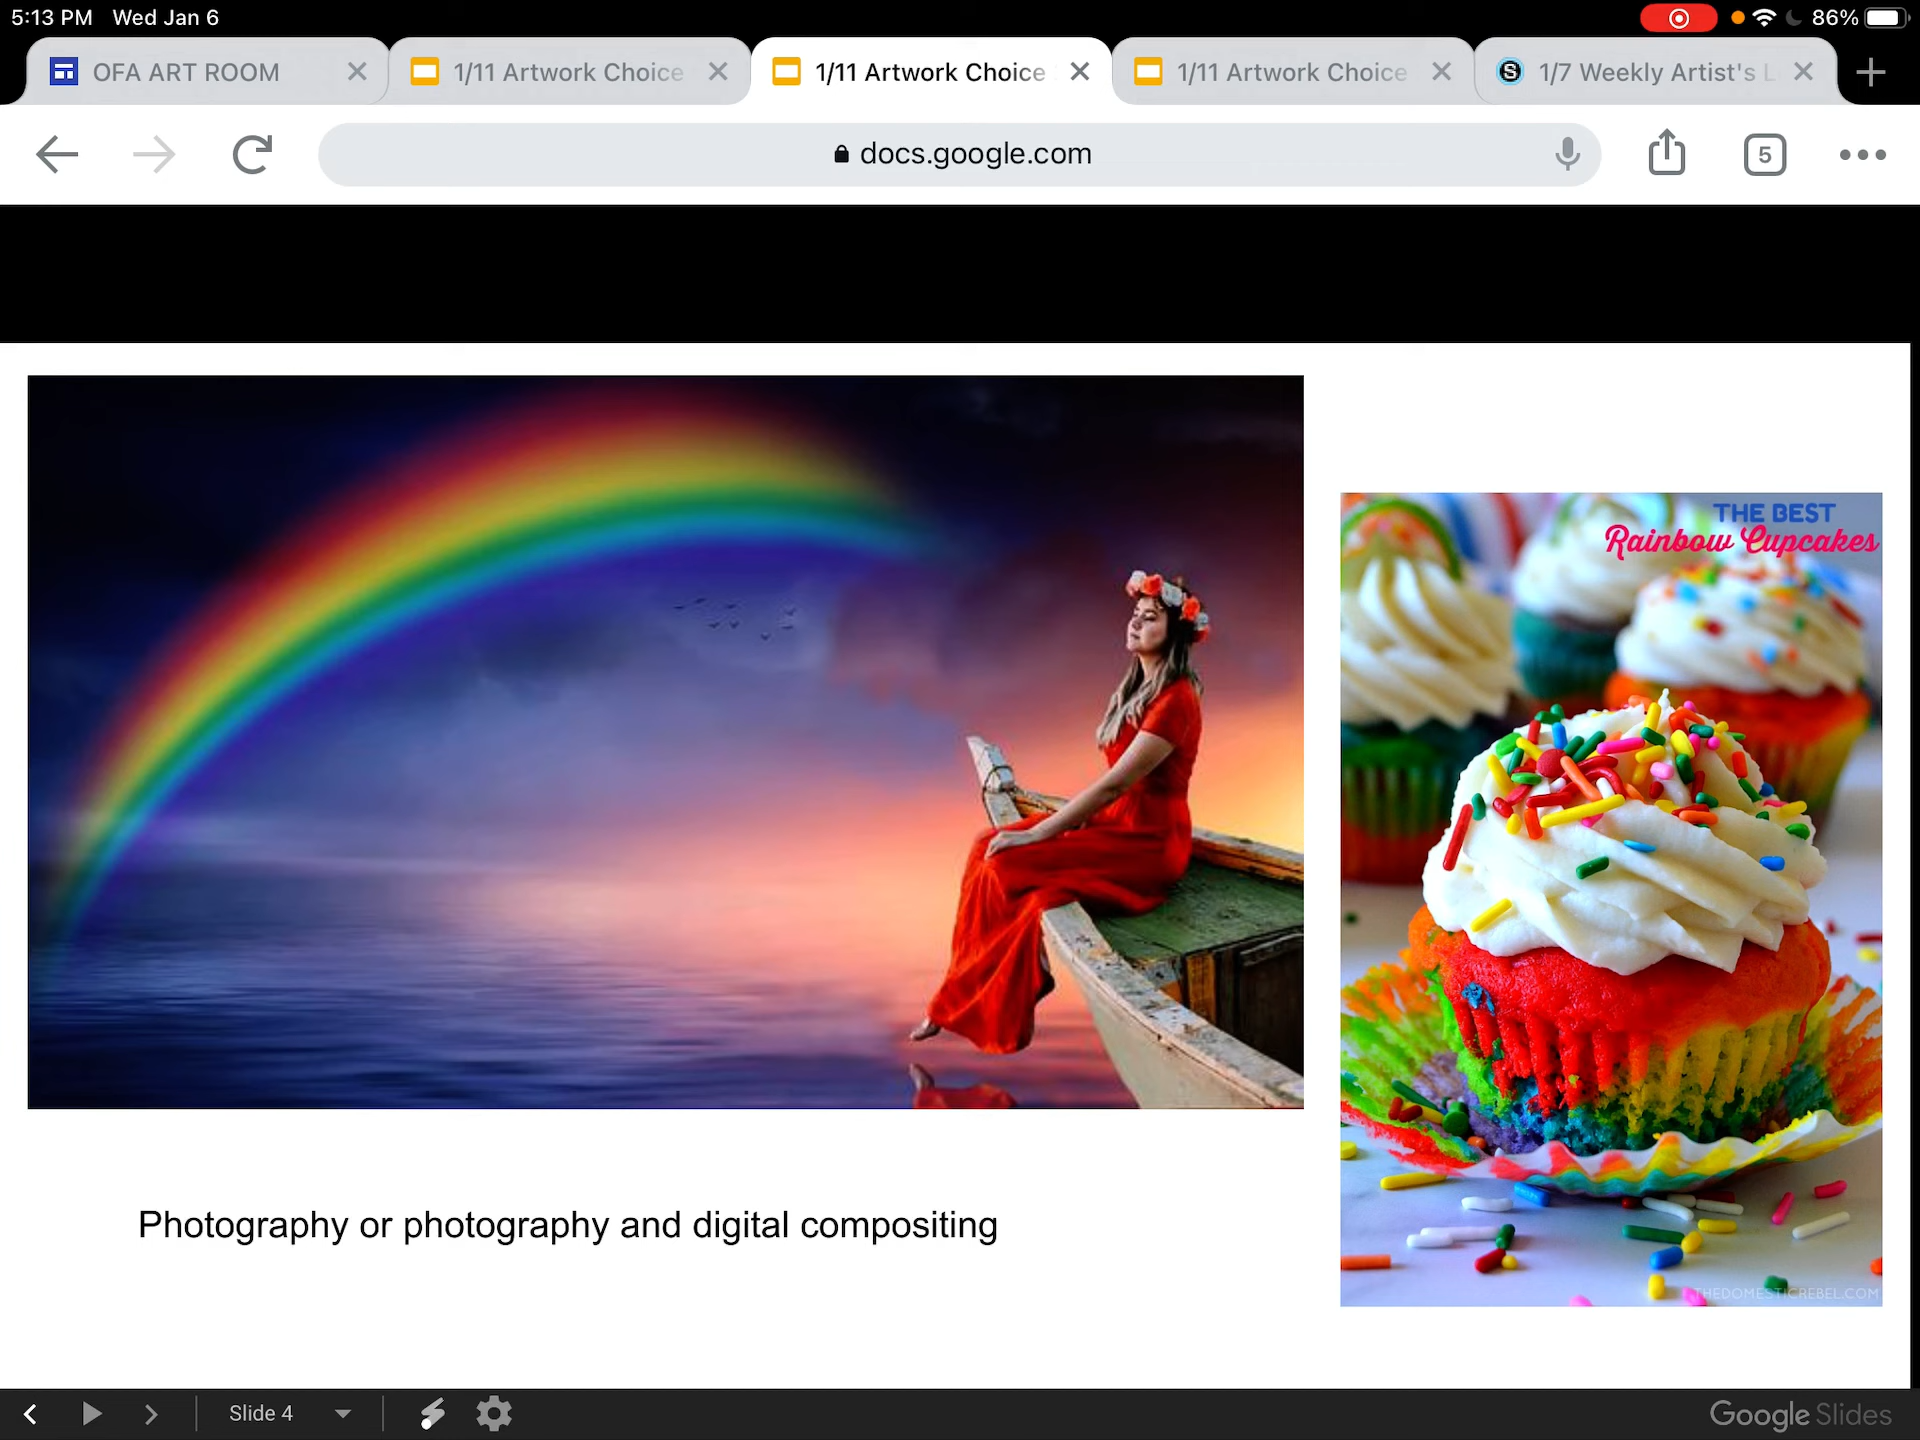 5:13 PM Wed Jan 6
86%
OFA ART ROOM
1/11 Artwork Choice
1/11 Artwork Choice
1/11 Artwork Choice
1/7 Weekly Artist's L
docs.google.com
5
THE BEST
Rainbow Cupcakes
THEDOMESTICREBEL.COM
Photography or photography and digital compositing
Slide 4
Google Slides